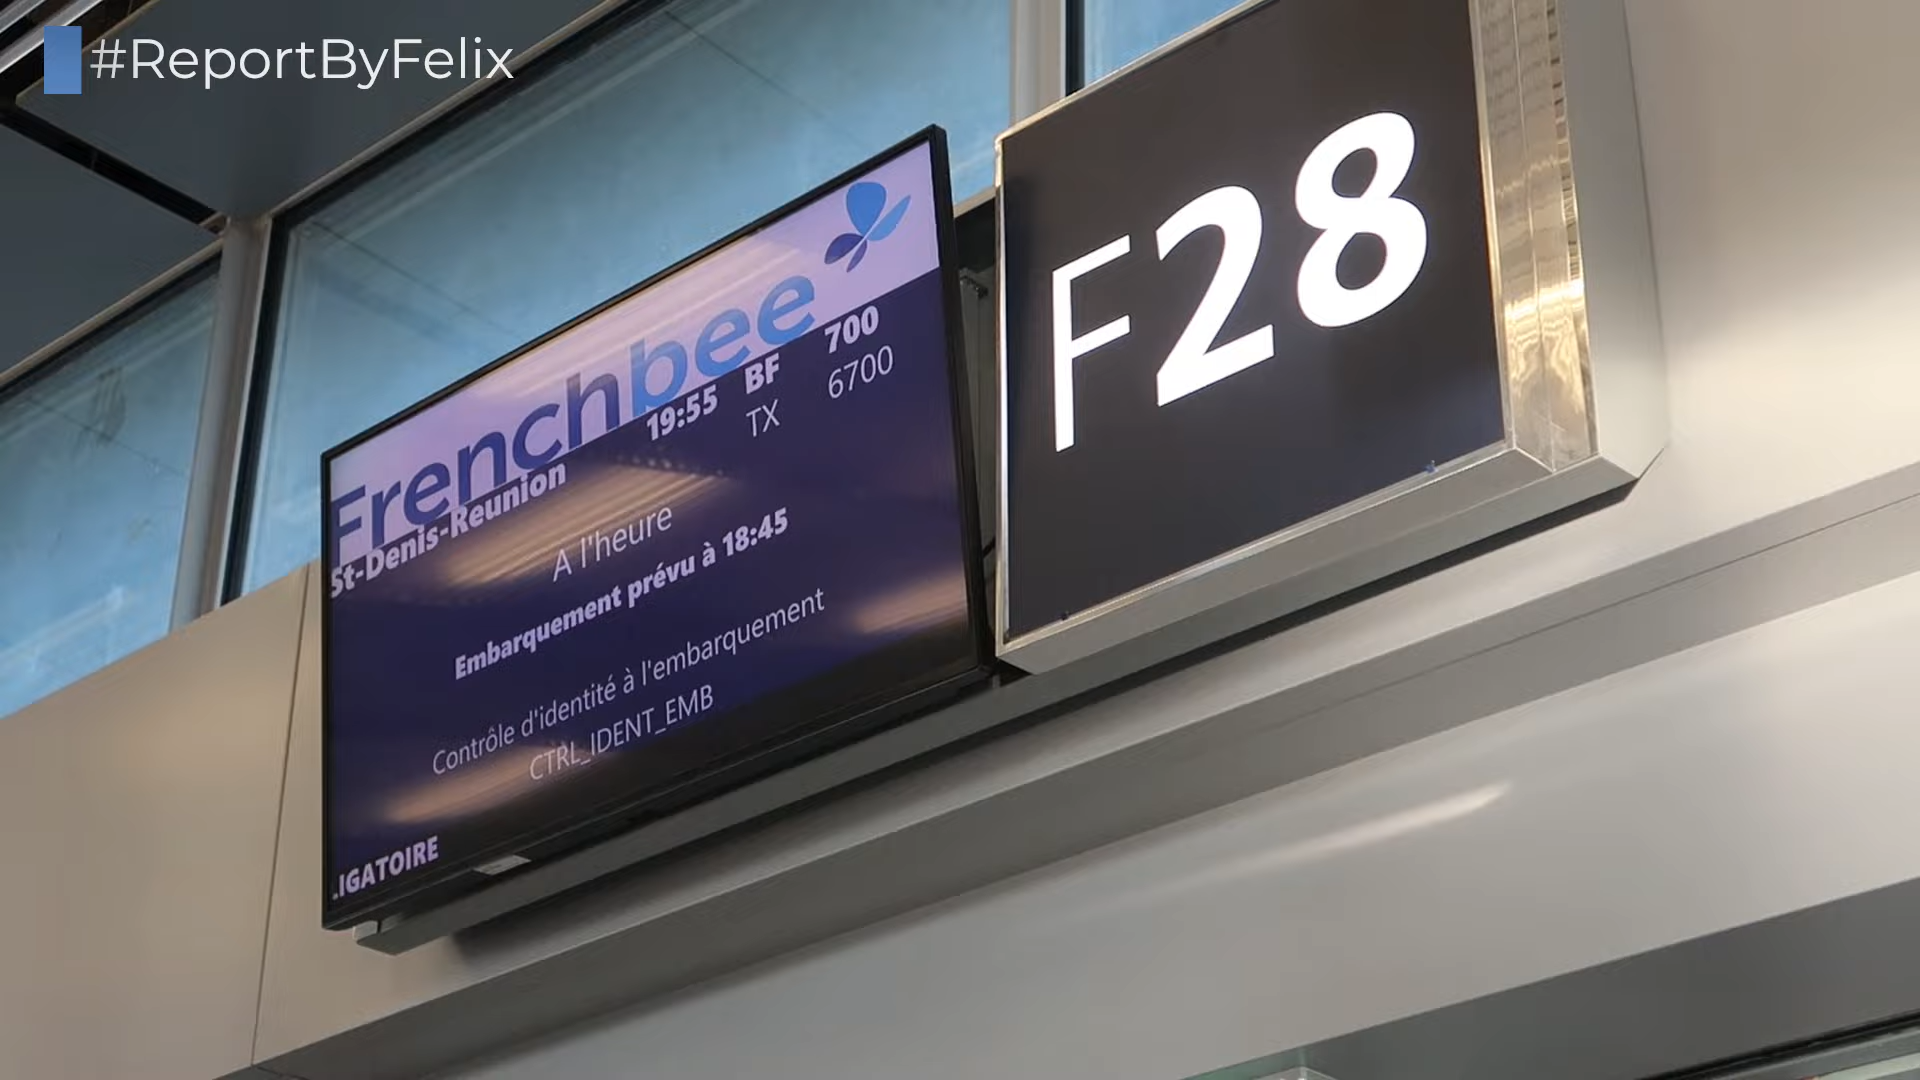 #ReportByFelix
Frenchbee
St-Denis-Reunion 19:55 BF 700
TX 6700
A l'heure
Embarquement prévu à 18:45
Contrôle d'identité à l'embarquement
CTRL_IDENT_EMB
.IGATOIRE
F28